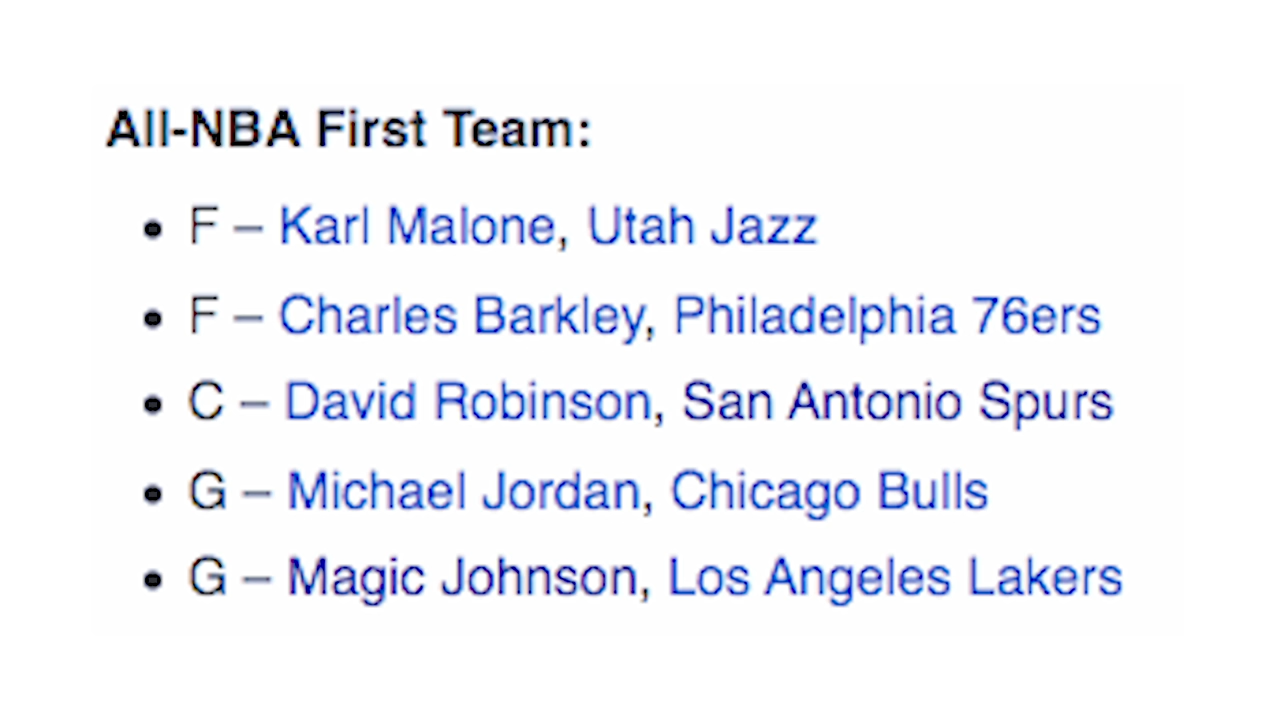 All-NBA First Team:
• F – Karl Malone, Utah Jazz
• F – Charles Barkley, Philadelphia 76ers
• C – David Robinson, San Antonio Spurs
• G – Michael Jordan, Chicago Bulls
• G – Magic Johnson, Los Angeles Lakers